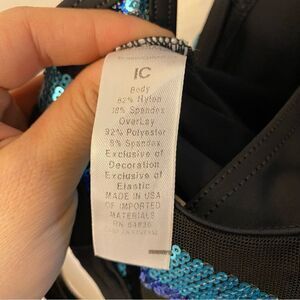 IC
Body
82% Nylon
18% Spandex
OverLay
92% Polyester
8% Spandex
Exclusive of
Decoration
Exclusive of
Elastic
MADE IN USA
OF IMPORTED
MATERIALS